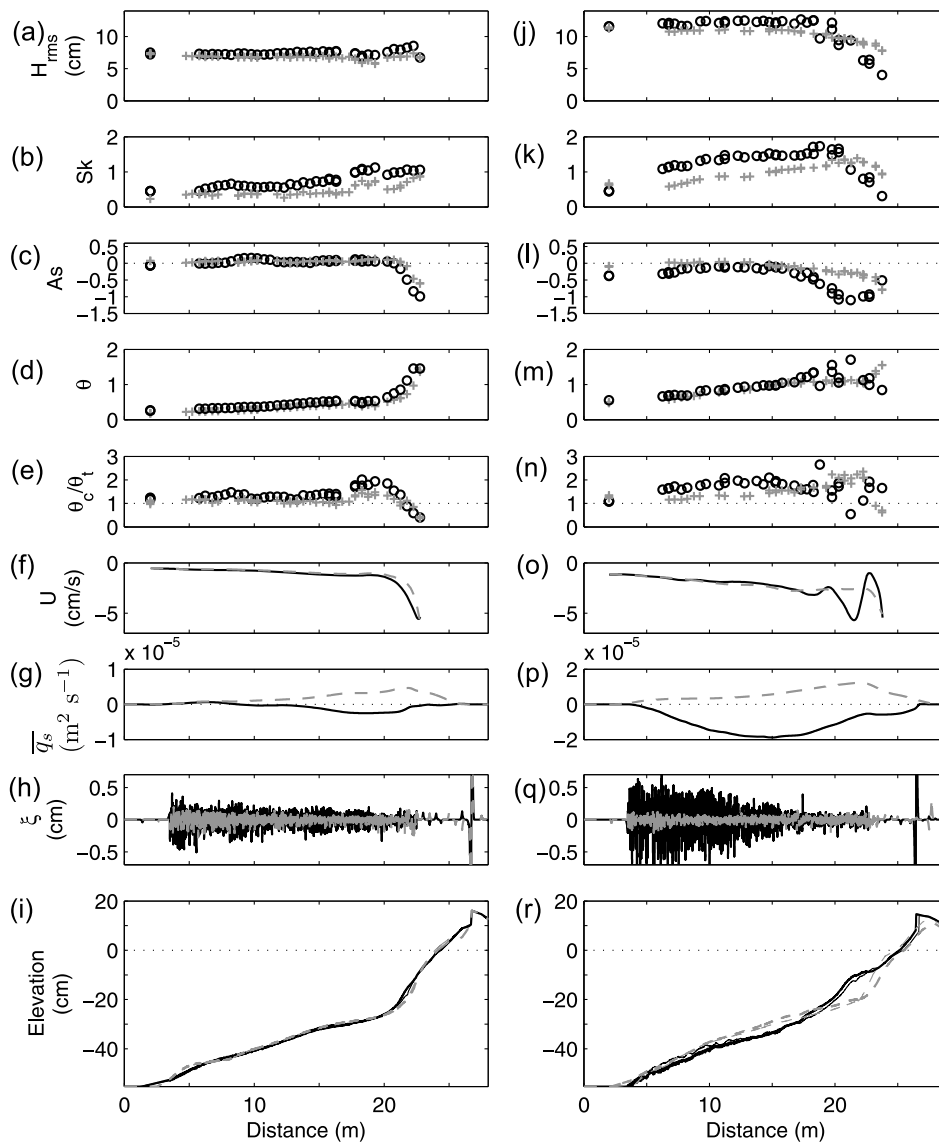 (a) H_rms (cm) 10 5 0
(j) 10 5 0
(b) Sk 2 1 0
(k) 2 1 0
(c) As 0.5 0 −0.5 −1 −1.5
(l) 0.5 0 −0.5 −1 −1.5
(d) θ 2 1 0
(m) 2 1 0
(e) θ_c/θ_t 3 2 1 0
(n) 3 2 1 0
(f) U (cm/s) 0 −5
(o) 0 −5
x 10^−5
x 10^−5
(g) \overline{q_s} (m² s⁻¹) 1 0 −1
(p) 2 0 −2
(h) ξ (cm) 0.5 0 −0.5
(q) 0.5 0 −0.5
(i) Elevation (cm) 20 0 −20 −40
(r) 20 0 −20 −40
0 10 20
0 10 20
Distance (m)
Distance (m)